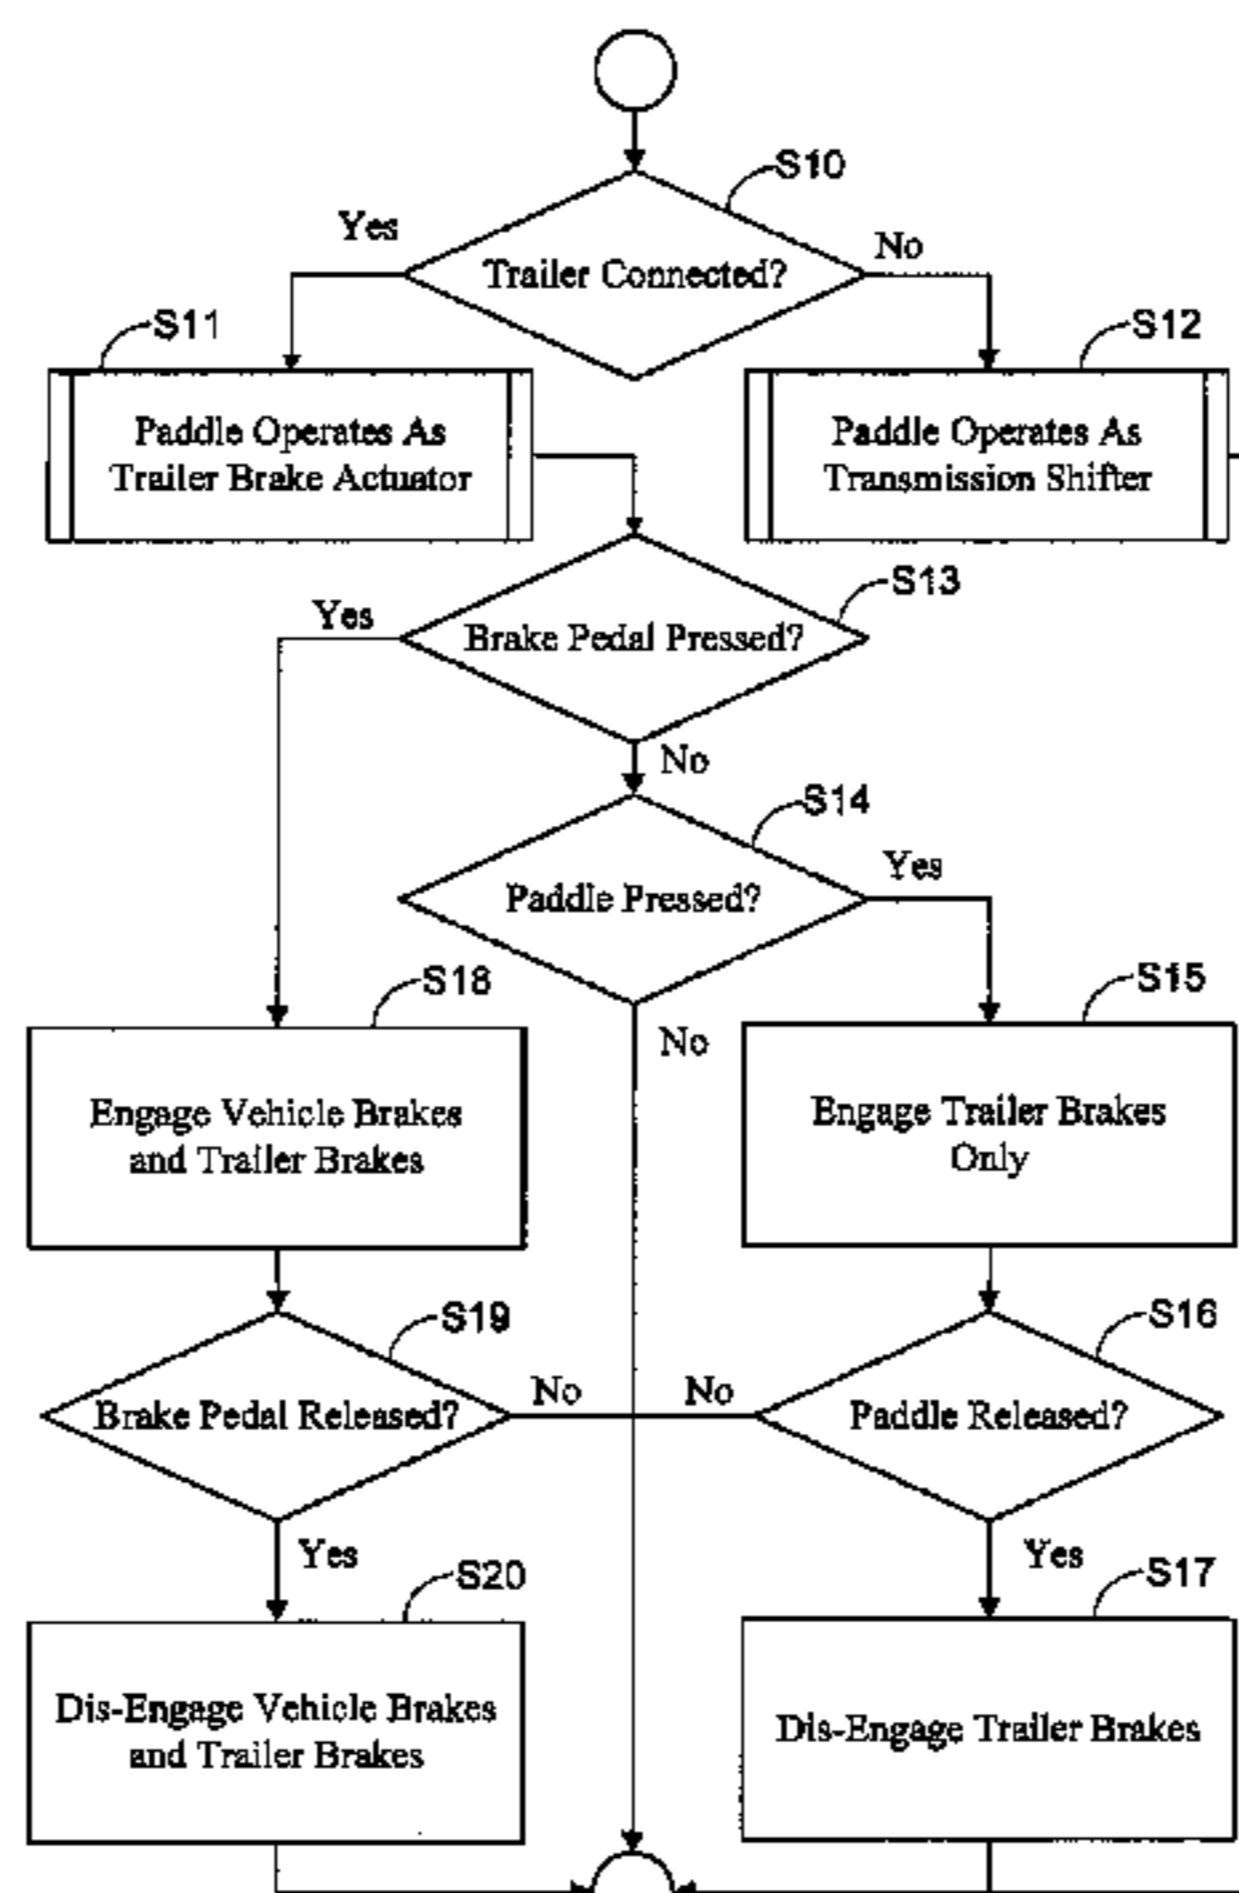 S10
Yes
No
Trailer Connected?
S11
S12
Paddle Operates As
Trailer Brake Actuator
Paddle Operates As
Transmission Shifter
S13
Yes
Brake Pedal Pressed?
No
S14
Yes
Paddle Pressed?
S18
S15
No
Engage Vehicle Brakes
and Trailer Brakes
Engage Trailer Brakes
Only
S19
S16
No
No
Brake Pedal Released?
Paddle Released?
Yes
Yes
S20
S17
Dis-Engage Vehicle Brakes
and Trailer Brakes
Dis-Engage Trailer Brakes